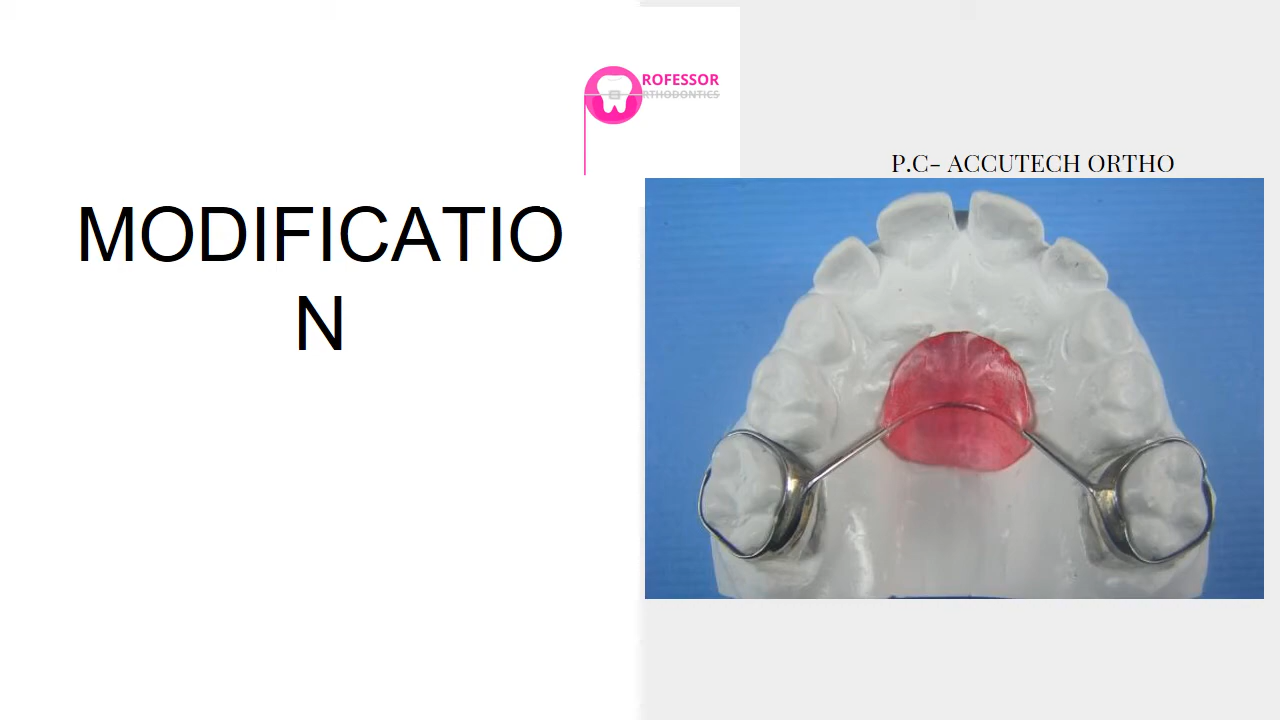 ROFESSOR
RTHODONTICS
P.C- ACCUTECH ORTHO
MODIFICATIO
N